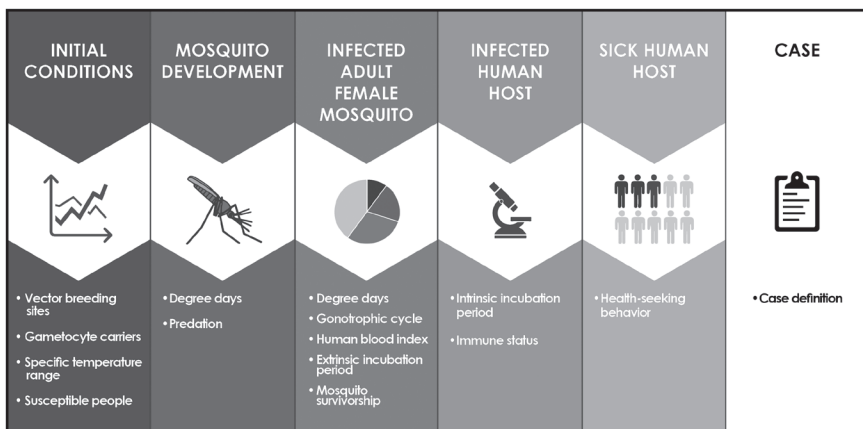 INITIAL
CONDITIONS
• Vector breeding
sites
• Gametocyte carriers
• Specific temperature
range
• Susceptible people
MOSQUITO
DEVELOPMENT
• Degree days
• Predation
INFECTED
ADULT
FEMALE
MOSQUITO
• Degree days
• Gonotrophic cycle
• Human blood index
• Extrinsic incubation
period
• Mosquito
survivorship
INFECTED
HUMAN
HOST
• Intrinsic incubation
period
• Immune status
SICK HUMAN
HOST
• Health-seeking
behavior
CASE
• Case definition